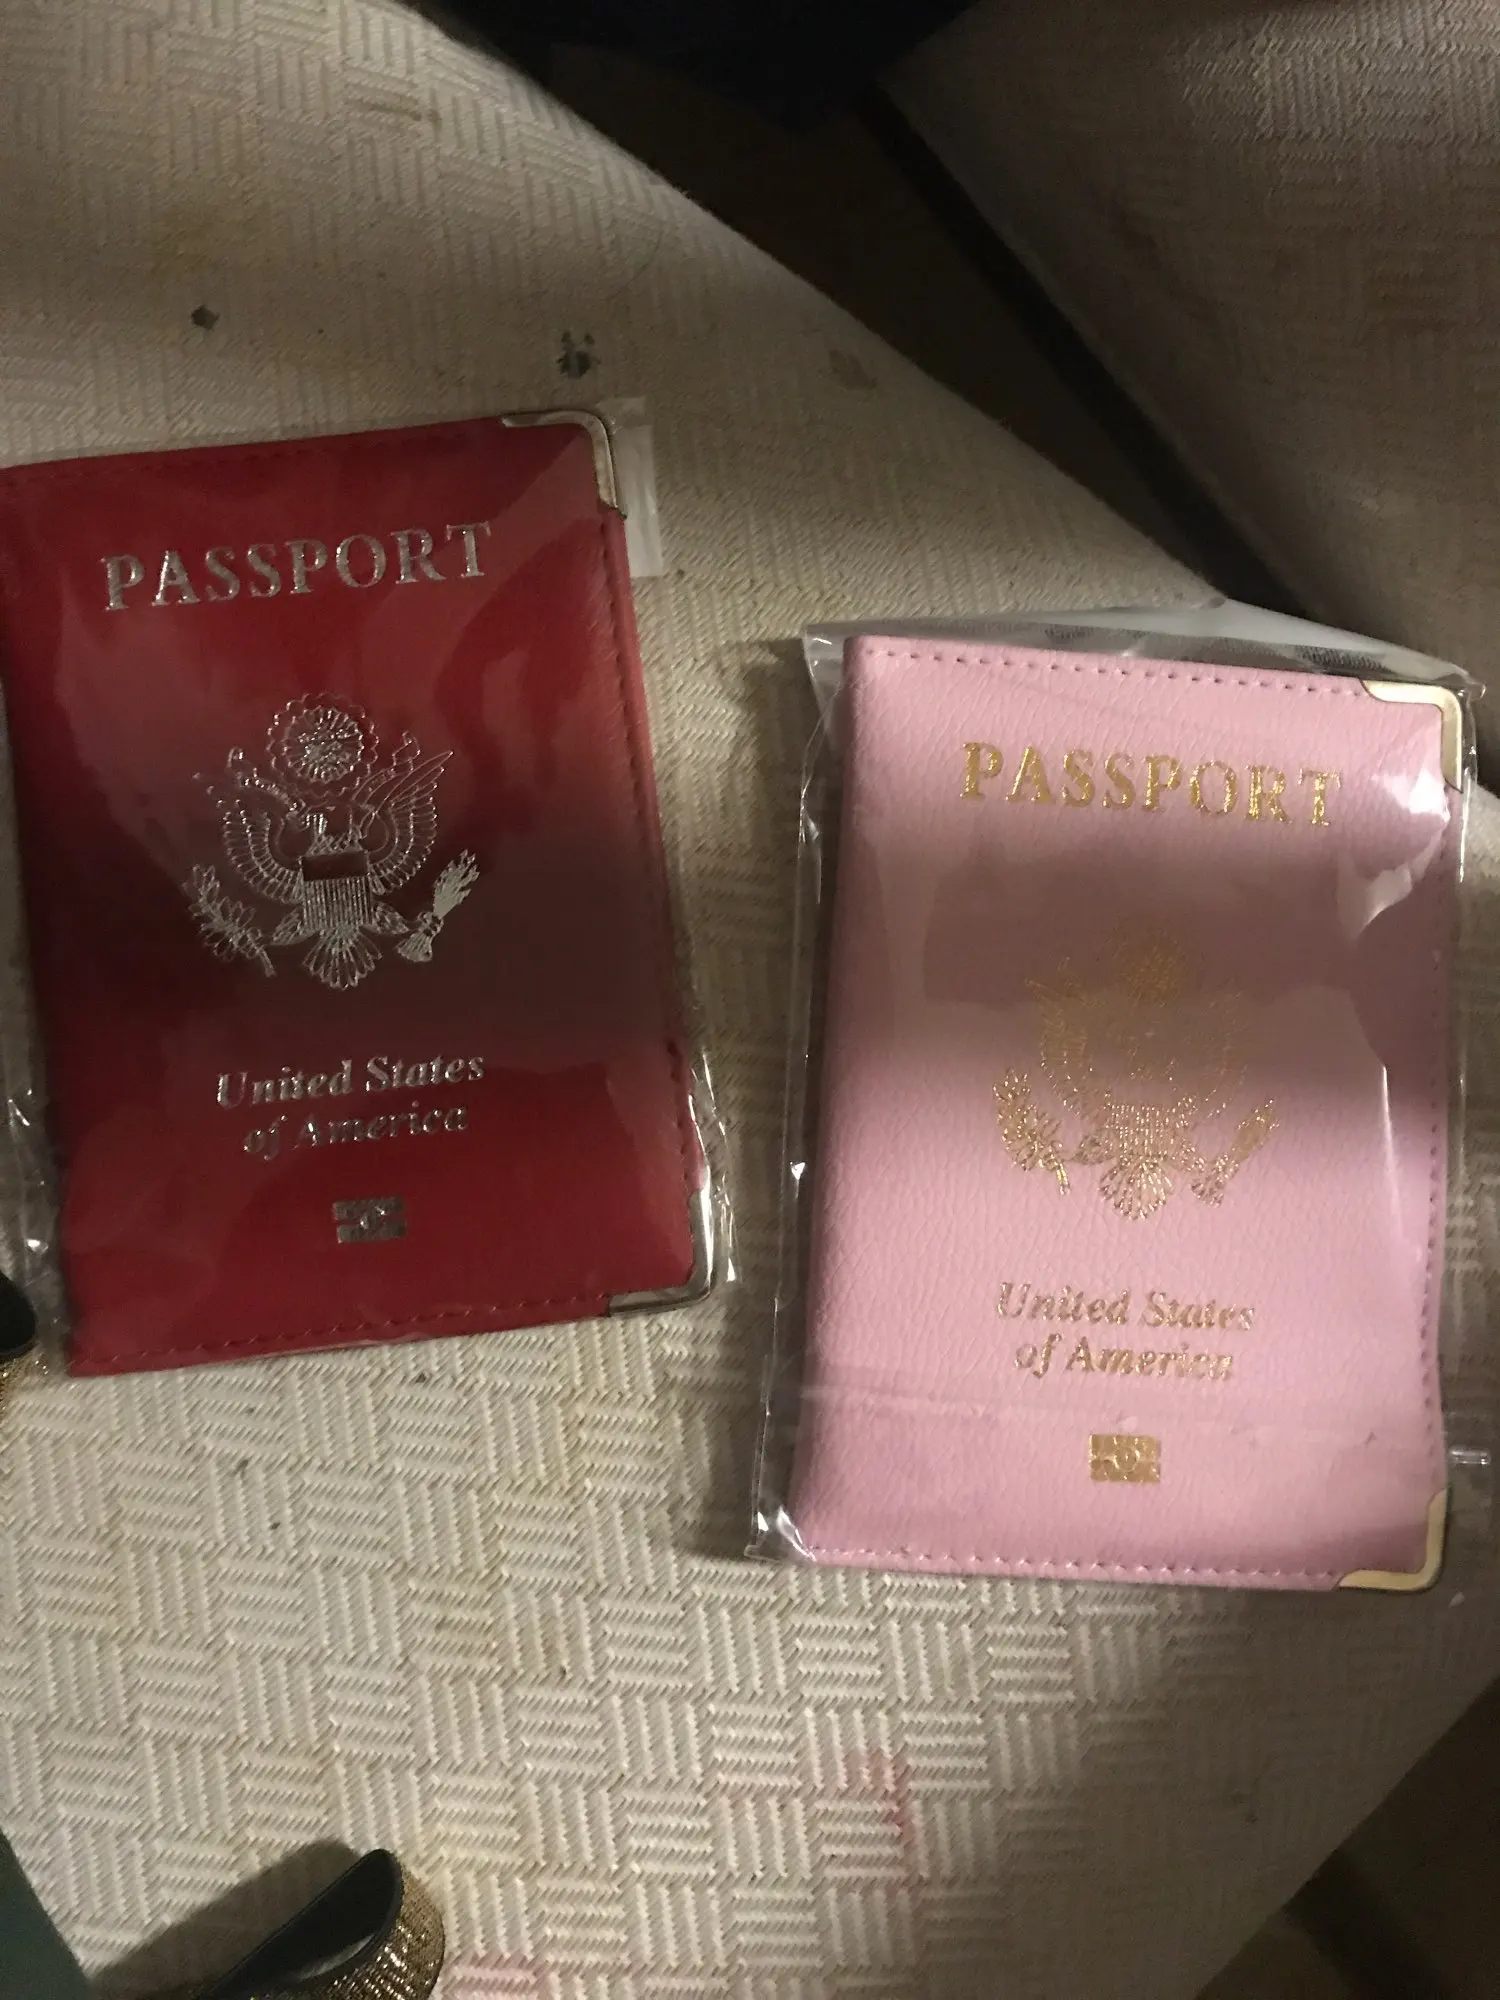 PASSPORT
United States
of America
PASSPORT
United States
of America